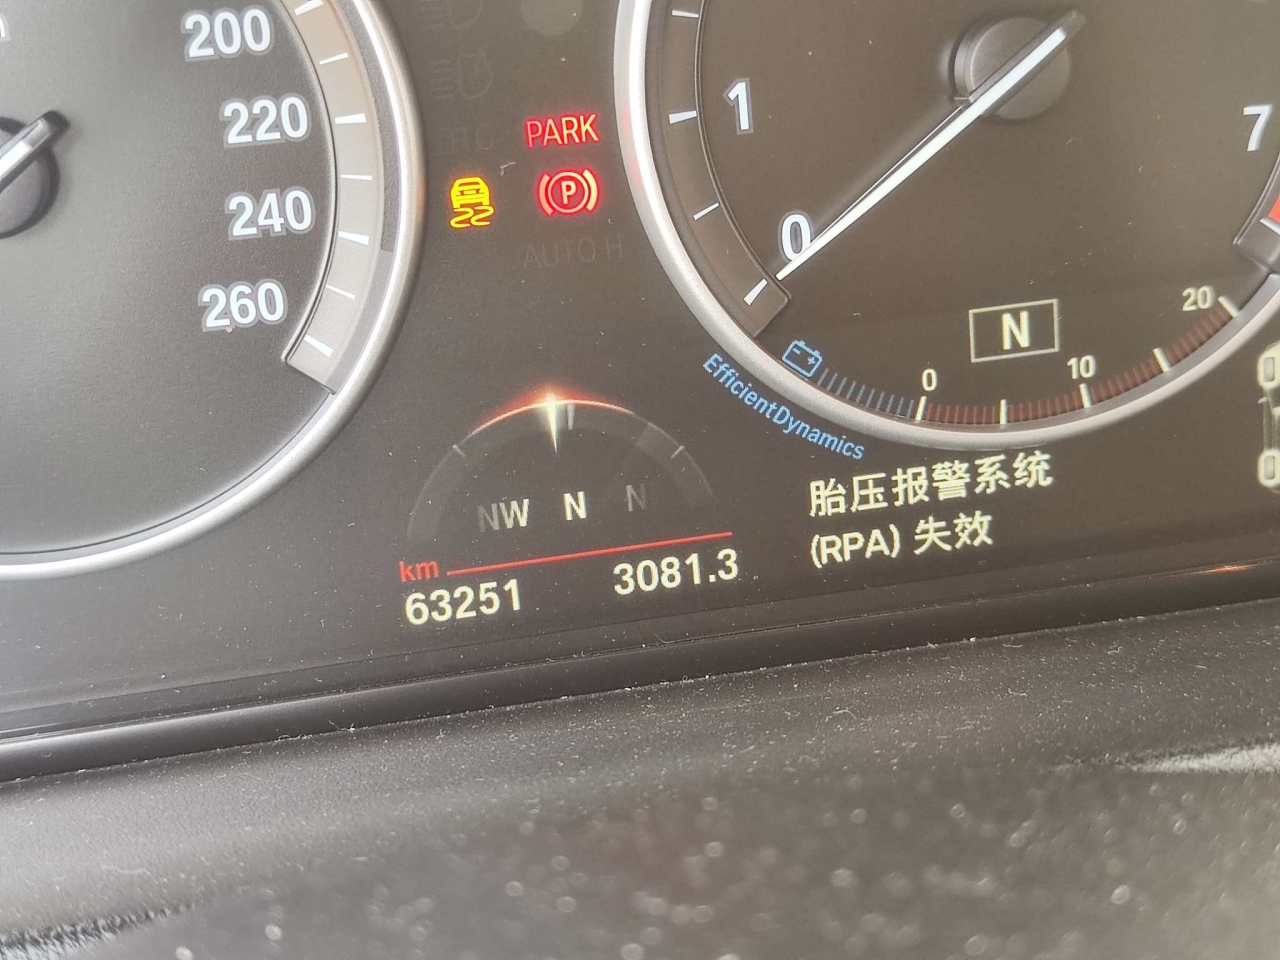 200
220
240
260
PARK
P
AUTO H
1
0
7
N
20
10
0
EfficientDynamics
NW N N
km
63251 3081.3
胎压报警系统
(RPA) 失效